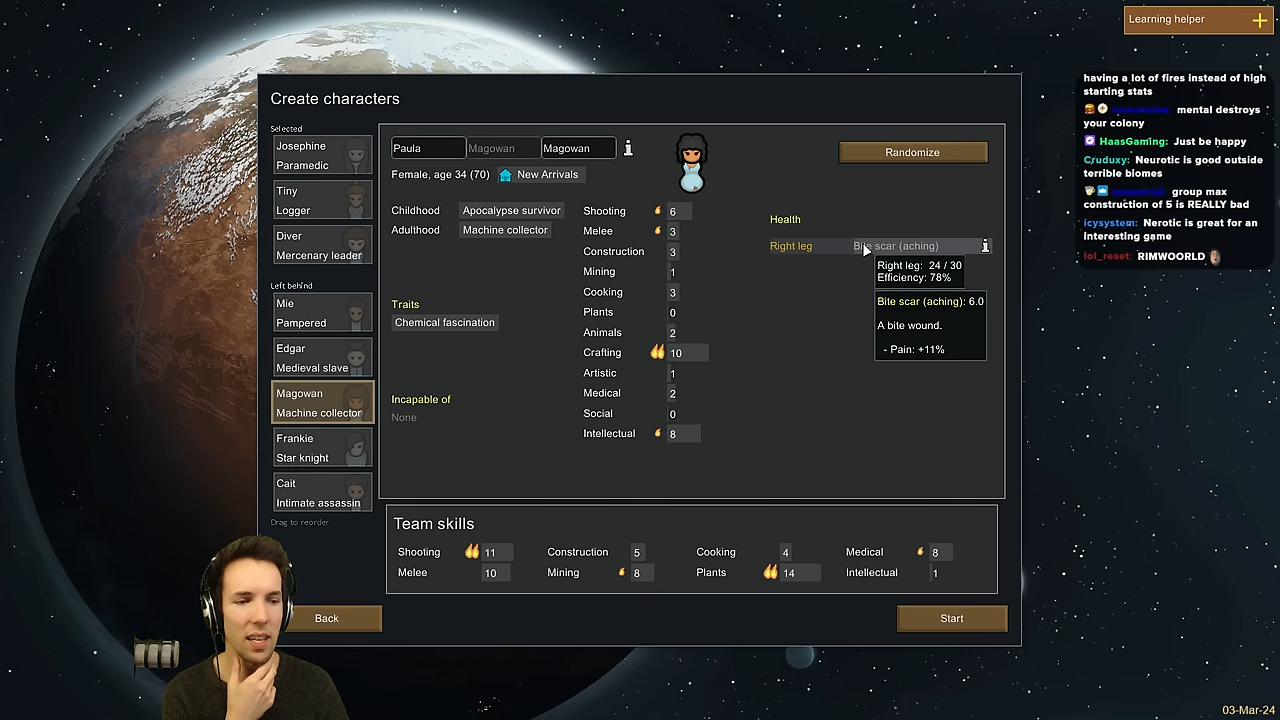 Learning helper
having a lot of fires instead of high
starting stats
mental destroys
your colony
HaasGaming: Just be happy
Cruduxy: Neurotic is good outside
terrible biomes
group max
construction of 5 is REALLY bad
icysystem: Nerotic is great for an
interesting game
lol_reset: RIMWOORLD
Create characters
Selected
Josephine
Paramedic
Tiny
Logger
Diver
Mercenary leader
Left behind
Mie
Pampered
Edgar
Medieval slave
Magowan
Machine collector
Frankie
Star knight
Cait
Intimate assassin
Drag to reorder
Paula Magowan Magowan
Randomize
Female, age 34 (70) New Arrivals
Childhood Apocalypse survivor
Adulthood Machine collector
Traits
Chemical fascination
Incapable of
None
Shooting 6
Melee 3
Construction 3
Mining 1
Cooking 3
Plants 0
Animals 2
Crafting 10
Artistic 1
Medical 2
Social 0
Intellectual 8
Health
Right leg Bite scar (aching)
Right leg: 24 / 30
Efficiency: 78%
Bite scar (aching): 6.0
A bite wound.
- Pain: +11%
Team skills
Shooting 11 Construction 5 Cooking 4 Medical 8
Melee 10 Mining 8 Plants 14 Intellectual 1
Back
Start
03-Mar-24